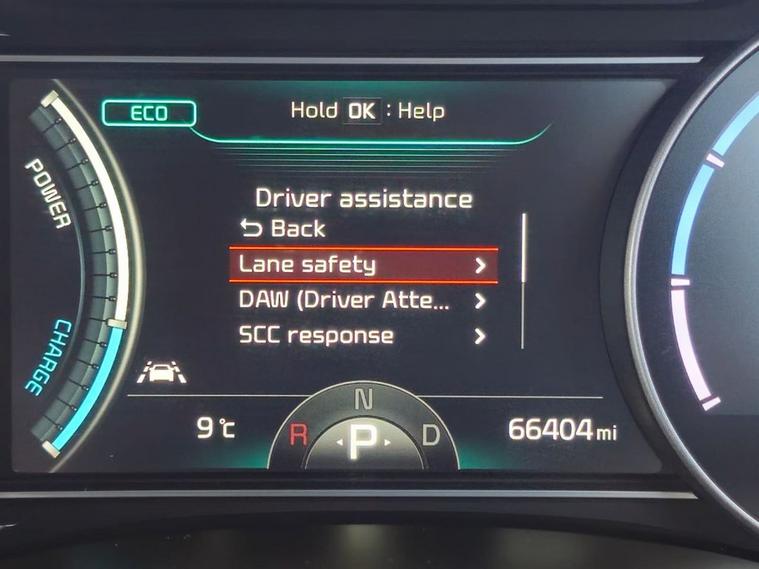 ECO
Hold OK : Help
POWER
Driver assistance
Back
Lane safety
DAW (Driver Atte...
SCC response
CHARGE
N
R P D
9°C
66404 mi